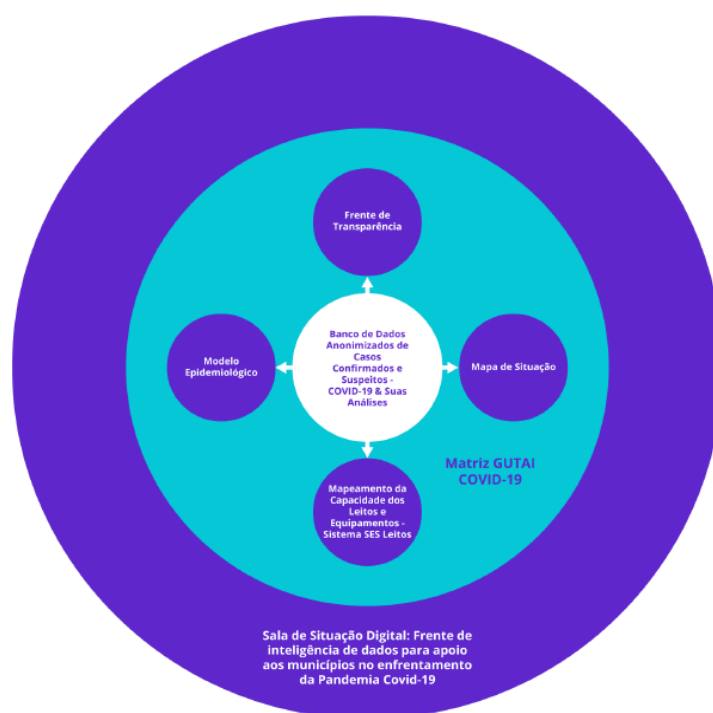 Frente de
Transparência
Banco de Dados
Anonimizados de
Casos
Confirmados e
Suspeitos -
COVID-19 & Suas
Análises
Modelo
Epidemiológico
Mapa de Situação
Matriz GUTAI
COVID-19
Mapeamento da
Capacidade dos
Leitos e
Equipamentos -
Sistema SES Leitos
Sala de Situação Digital: Frente de
inteligência de dados para apoio
aos municípios no enfrentamento
da Pandemia Covid-19